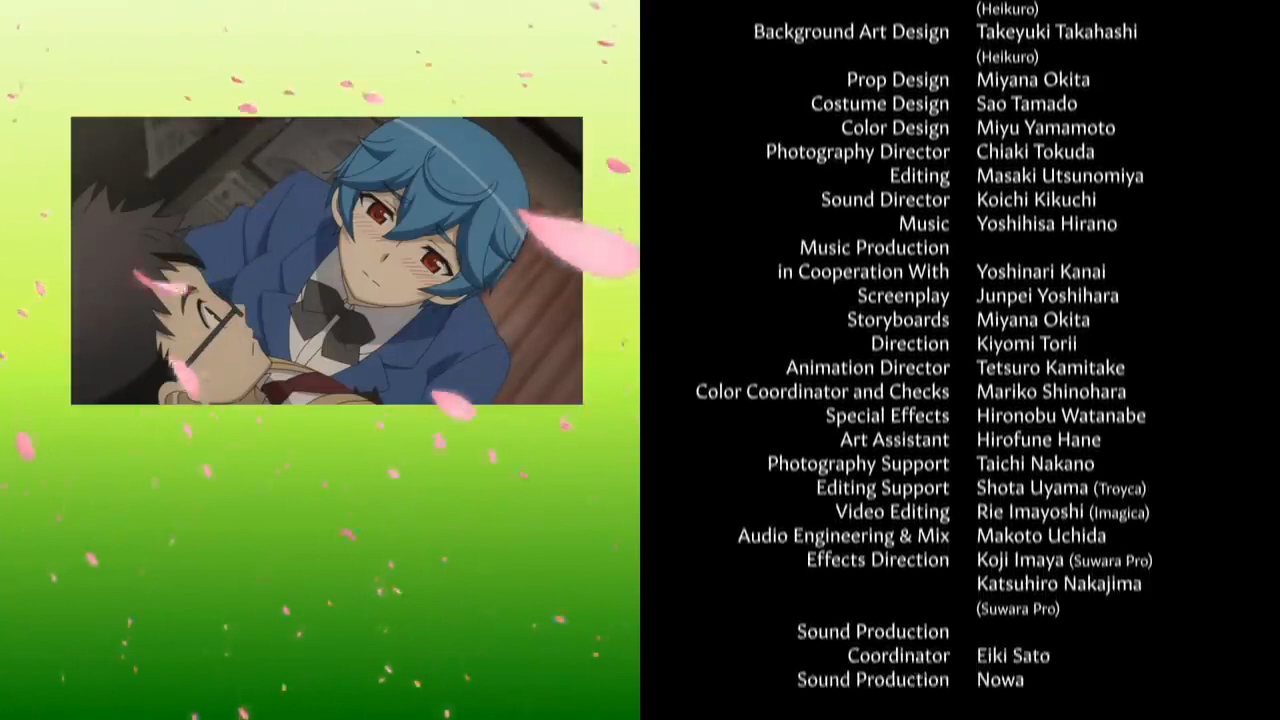 (Heikuro)
Background Art Design Takeyuki Takahashi
(Heikuro)
Prop Design Miyana Okita
Costume Design Sao Tamado
Color Design Miyu Yamamoto
Photography Director Chiaki Tokuda
Editing Masaki Utsunomiya
Sound Director Koichi Kikuchi
Music Yoshihisa Hirano
Music Production
in Cooperation With Yoshinari Kanai
Screenplay Junpei Yoshihara
Storyboards Miyana Okita
Direction Kiyomi Torii
Animation Director Tetsuro Kamitake
Color Coordinator and Checks Mariko Shinohara
Special Effects Hironobu Watanabe
Art Assistant Hirofune Hane
Photography Support Taichi Nakano
Editing Support Shota Uyama (Troyca)
Video Editing Rie Imayoshi (Imagica)
Audio Engineering & Mix Makoto Uchida
Effects Direction Koji Imaya (Suwara Pro)
Katsuhiro Nakajima
(Suwara Pro)
Sound Production
Coordinator Eiki Sato
Sound Production Nowa